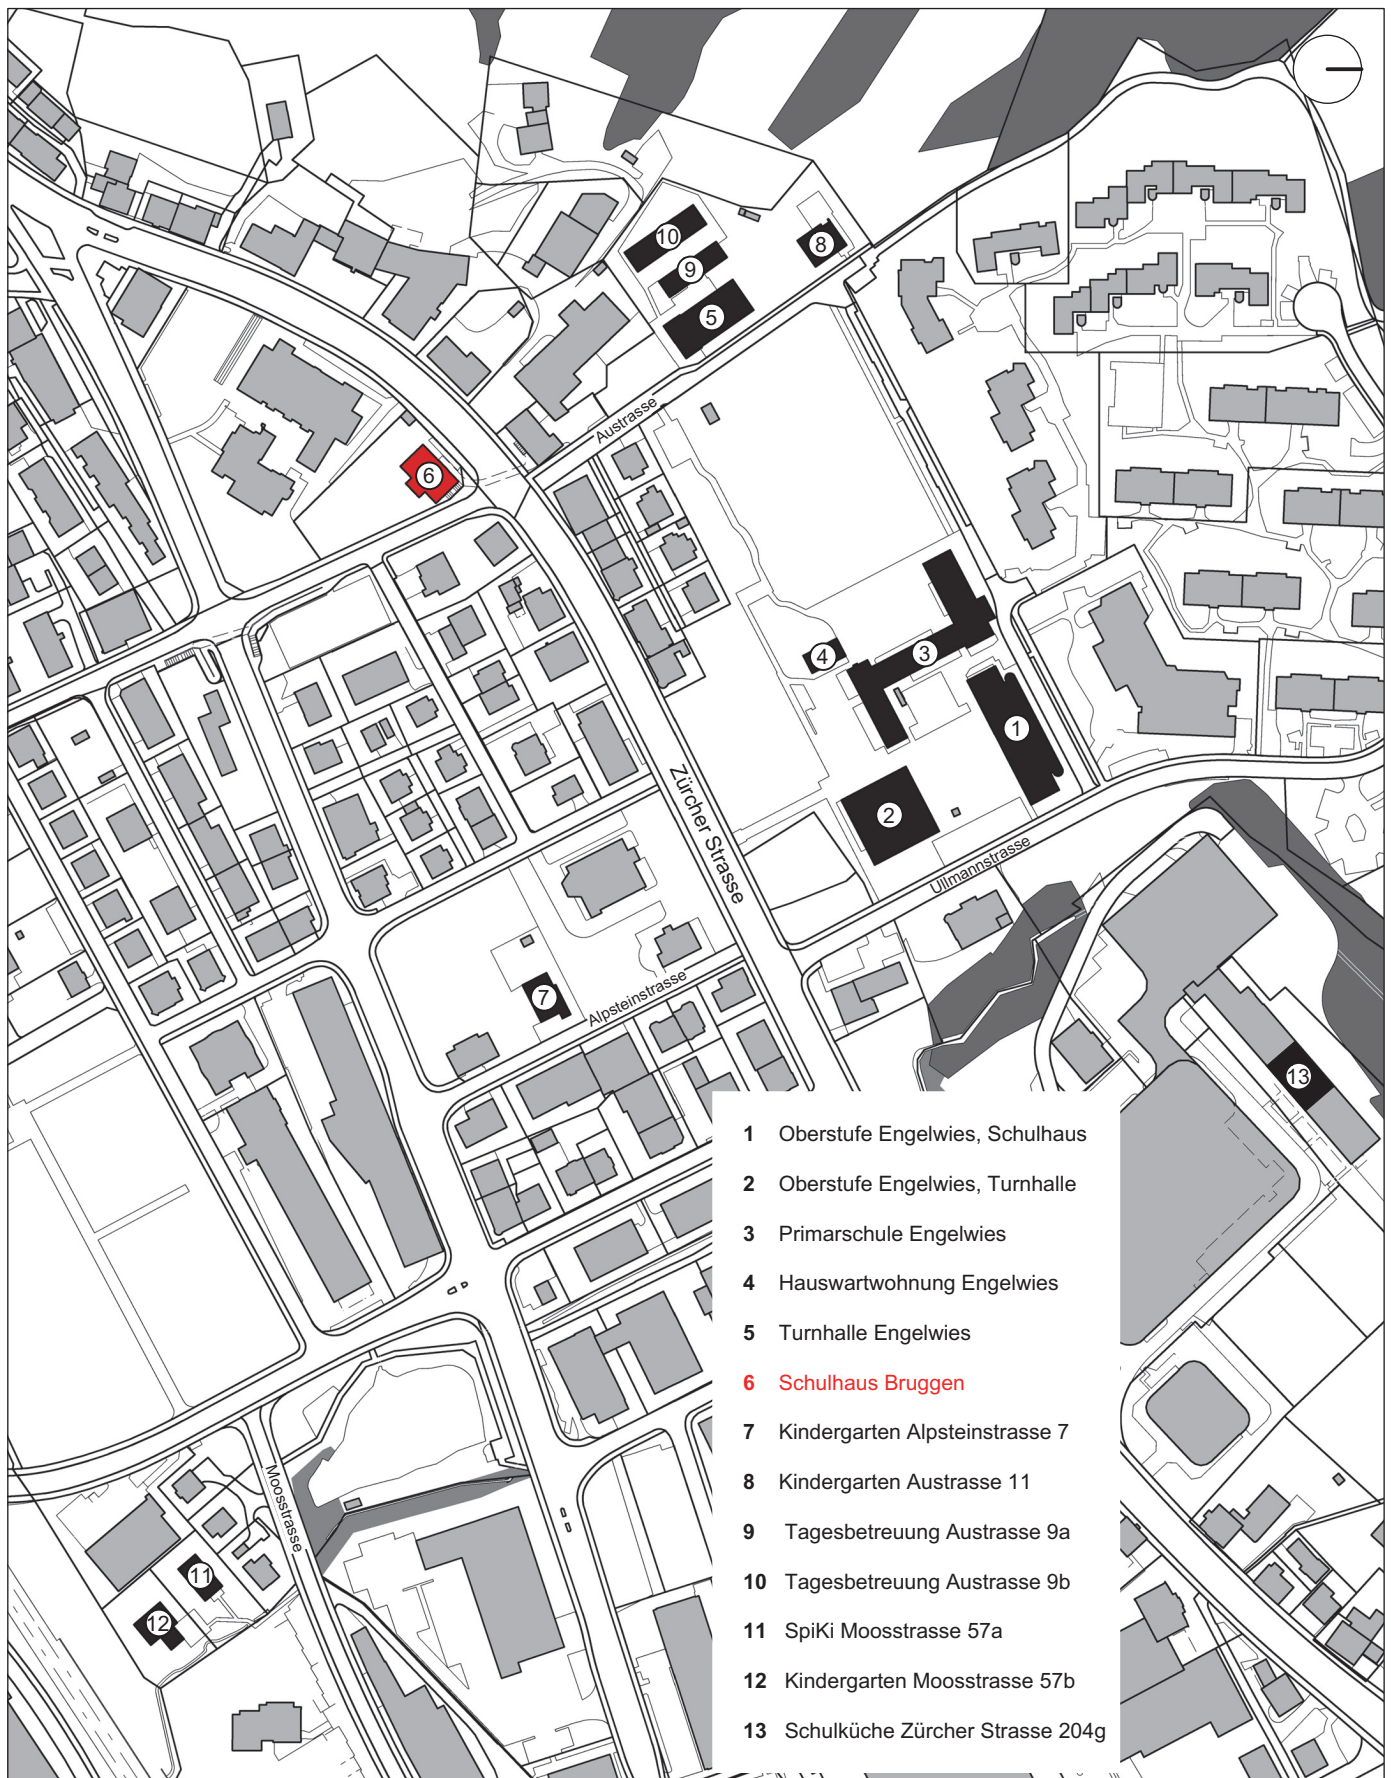 10
8
9
5
Austrasse
6
4
3
1
Zürcher Strasse
2
Ullmannstrasse
7
Alpsteinstrasse
13
1 Oberstufe Engelwies, Schulhaus
2 Oberstufe Engelwies, Turnhalle
3 Primarschule Engelwies
4 Hauswartwohnung Engelwies
5 Turnhalle Engelwies
6 Schulhaus Bruggen
7 Kindergarten Alpsteinstrasse 7
8 Kindergarten Austrasse 11
9 Tagesbetreuung Austrasse 9a
10 Tagesbetreuung Austrasse 9b
11 SpiKi Moosstrasse 57a
12 Kindergarten Moosstrasse 57b
13 Schulküche Zürcher Strasse 204g
Moosstrasse
11
12